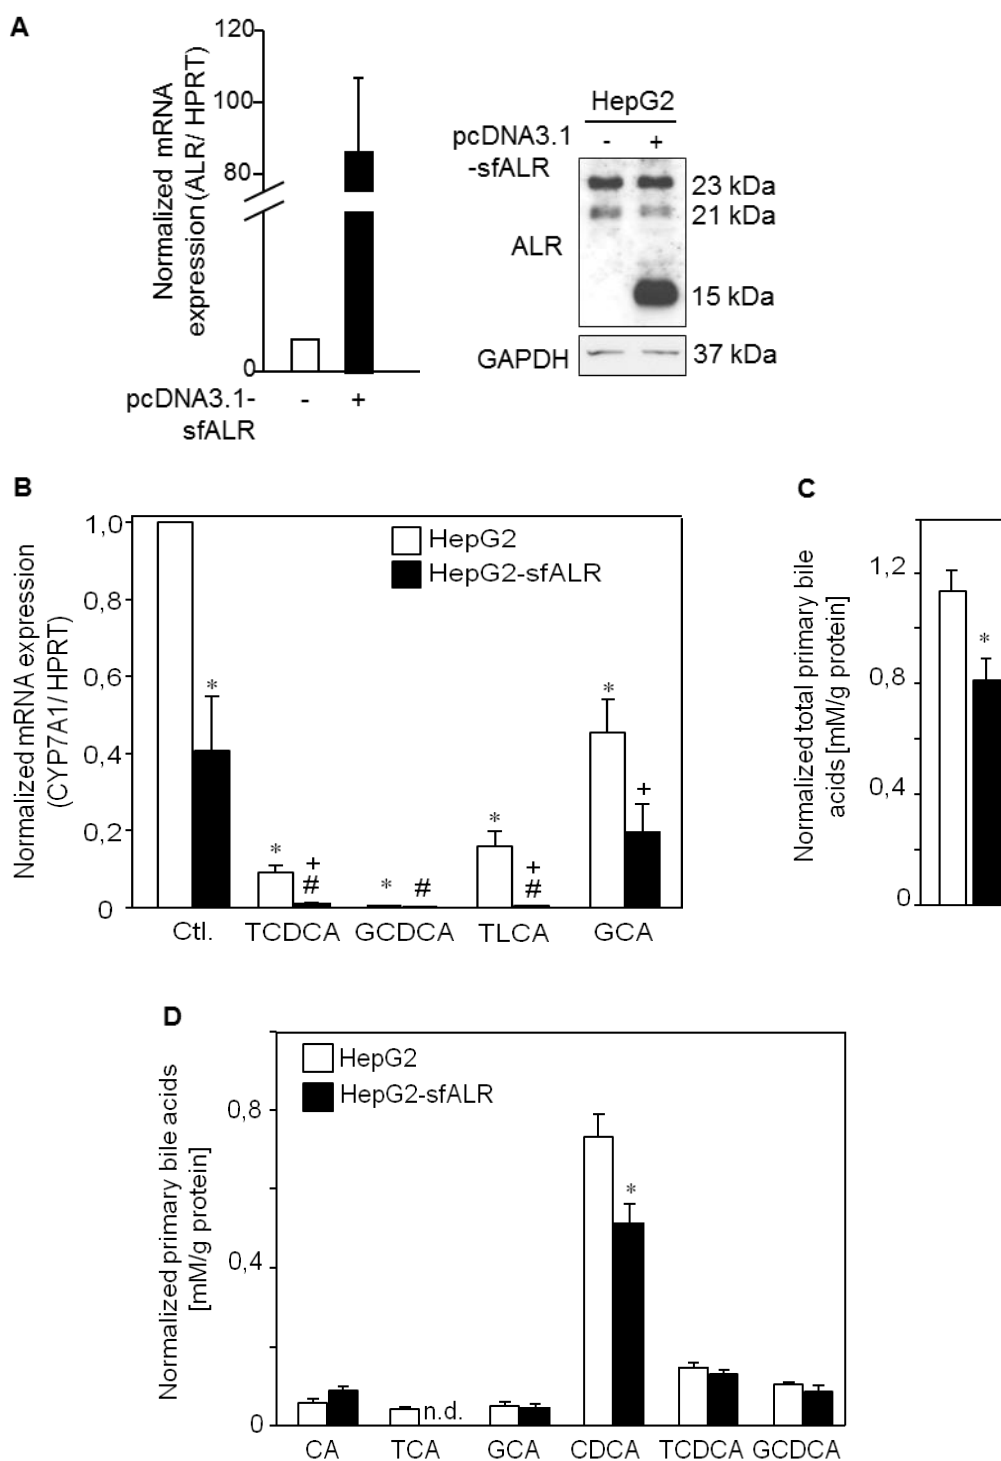 A
Normalized mRNA
expression (ALR/ HPRT)
120
100
80
0
pcDNA3.1-
sfALR
- +
HepG2
pcDNA3.1
-sfALR
- +
ALR
23 kDa
21 kDa
15 kDa
GAPDH
37 kDa
B
Normalized mRNA expression
(CYP7A1/HPRT)
1,0
0,8
0,6
0,4
0,2
0
HepG2
HepG2-sfALR
*
*
+
#
*
#
*
+
#
*
+
Ctl. TCDCA GCDCA TLCA GCA
C
Normalized total primary bile
acids [mM/g protein]
1,2
0,8
0,4
0
*
D
Normalized primary bile acids
[mM/g protein]
0,8
0,4
0
HepG2
HepG2-sfALR
n.d.
*
CA TCA GCA CDCA TCDCA GCDCA